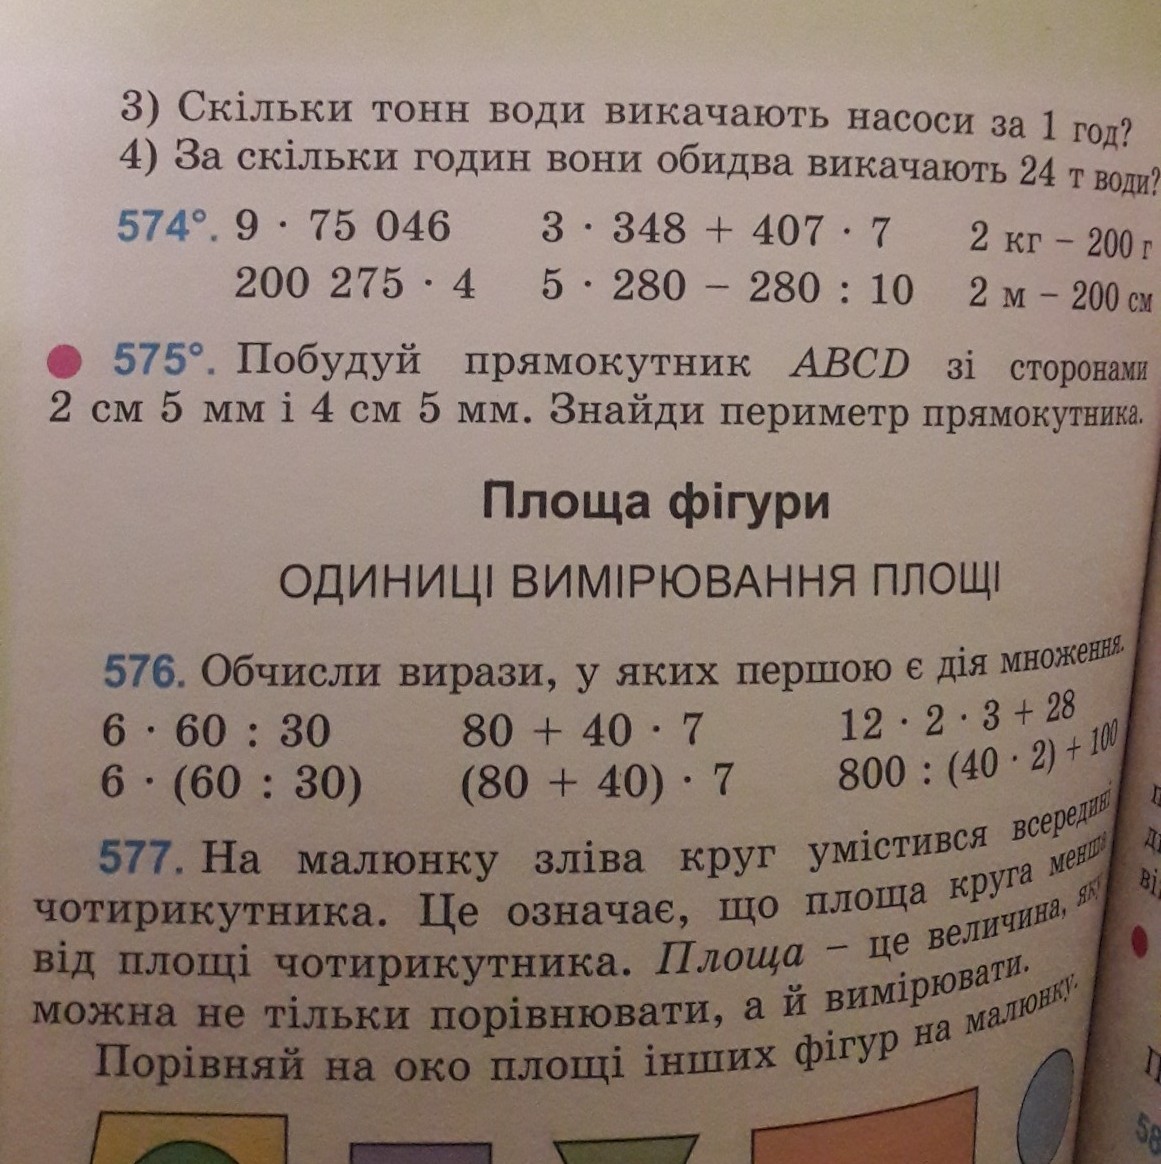 3) Скільки тонн води викачають насоси за 1 год?
4) За скільки годин вони обидва викачають 24 т води?
574°. 9 · 75 046 3 · 348 + 407 · 7 2 кг – 200 г
200 275 · 4 5 · 280 – 280 : 10 2 м – 200 см
575°. Побудуй прямокутник ABCD зі сторонами
2 см 5 мм і 4 см 5 мм. Знайди периметр прямокутника.
Площа фігури
ОДИНИЦІ ВИМІРЮВАННЯ ПЛОЩІ
576. Обчисли вирази, у яких першою є дія множення.
6 · 60 : 30 80 + 40 · 7 12 · 2 · 3 + 28
6 · (60 : 30) (80 + 40) · 7 800 : (40 · 2) + 100
577. На малюнку зліва круг умістився всередині
чотирикутника. Це означає, що площа круга менша
від площі чотирикутника. Площа – це величина, яку
можна не тільки порівнювати, а й вимірювати.
Порівняй на око площі інших фігур на малюнку.